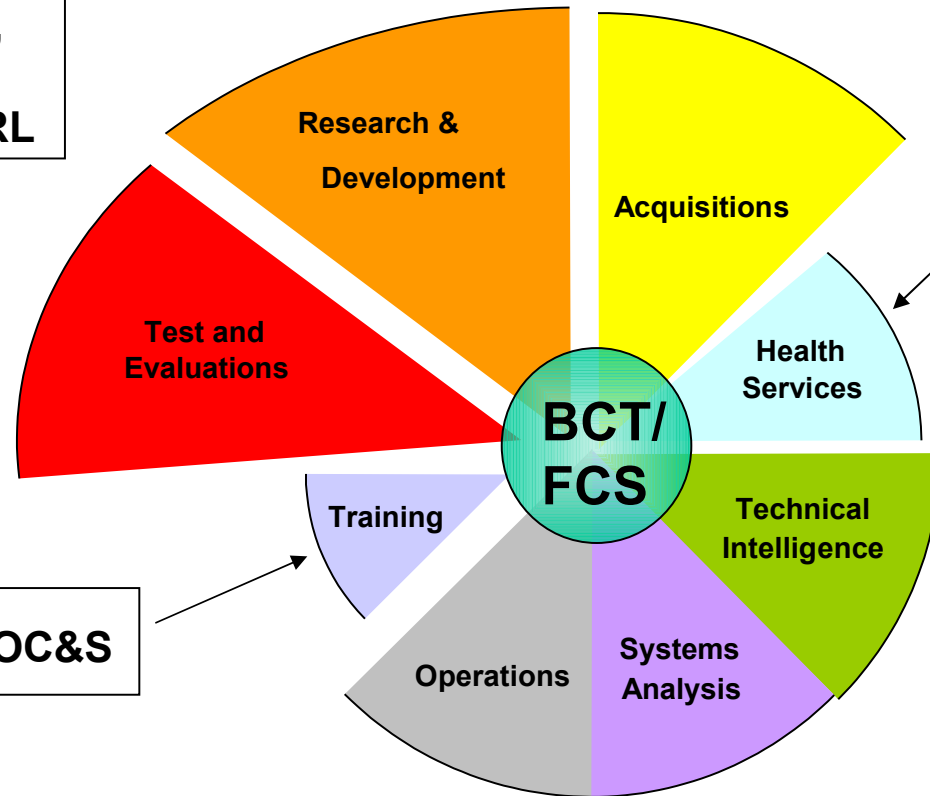 RL
Research &
Development
Acquisitions
Test and
Evaluations
Health
Services
BCT/
FCS
Technical
Intelligence
Training
OC&S
Systems
Analysis
Operations